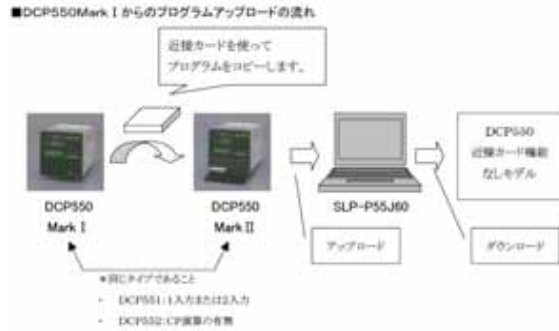 ■DCP550Mark Ⅰからのプログラムアップロードの流れ
近接カードを使って
プログラムをコピーします。
DCP550
Mark Ⅰ
DCP550
Mark Ⅱ
SLP-P55J60
DCP550
近接カード機能
なしモデル
アップロード
ダウンロード
*同じタイプであること
・ DCP551:1入力または2入力
・ DCP552:CP演算の有無